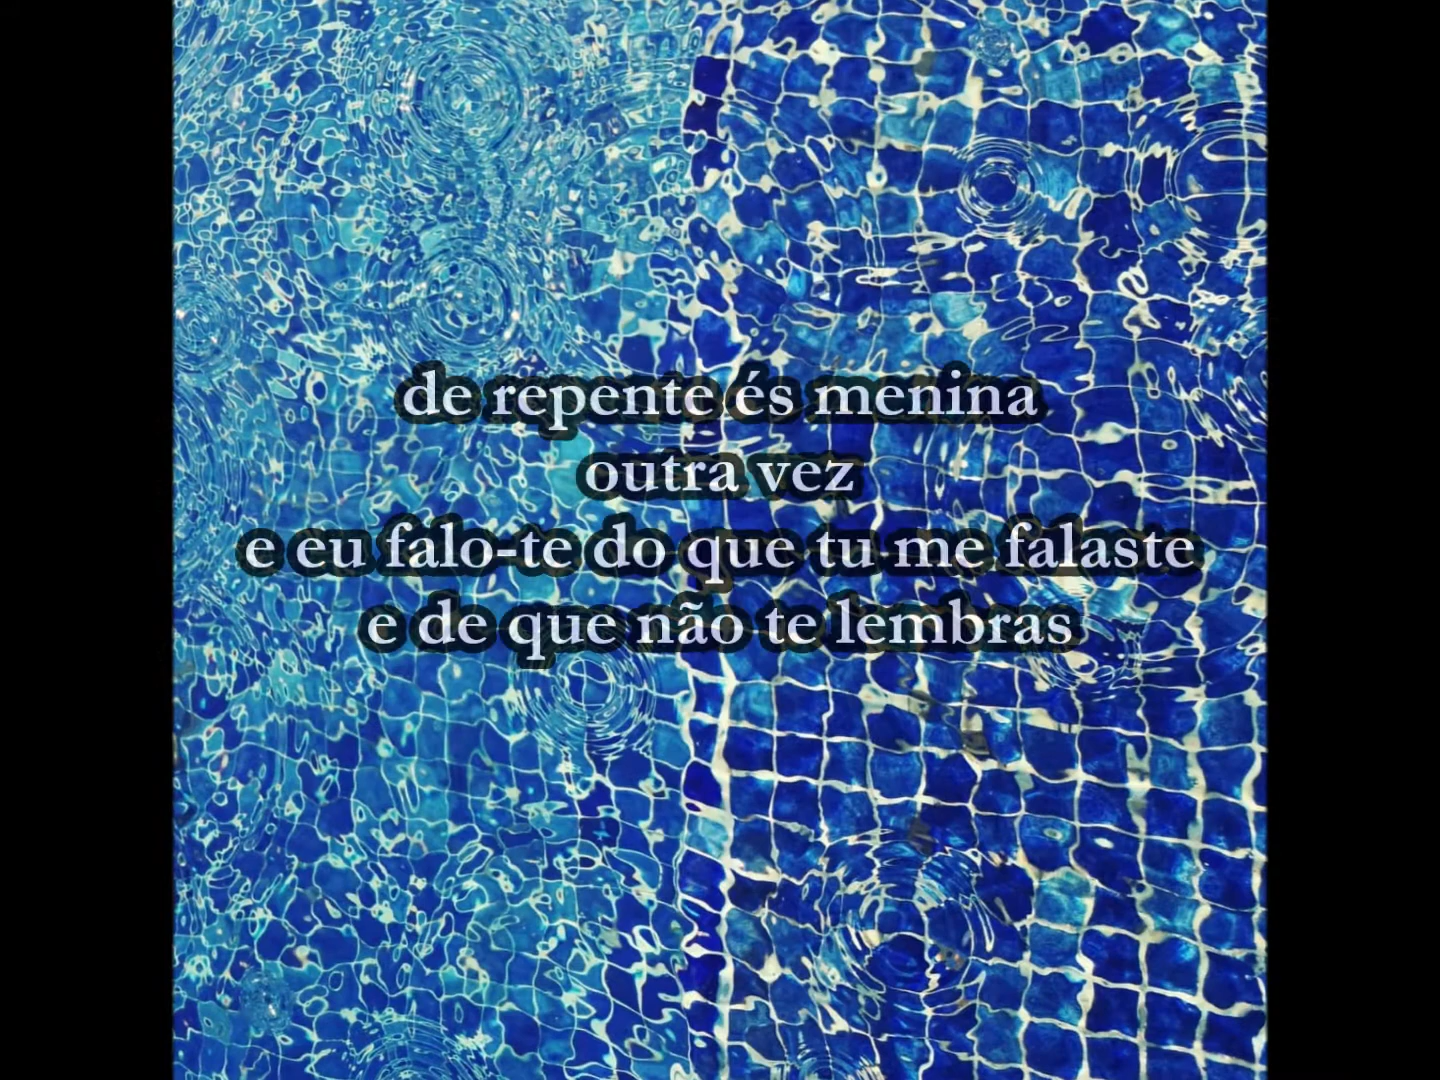 de repente és menina
outra vez
e eu falo-te do que tu me falaste
e de que não te lembras